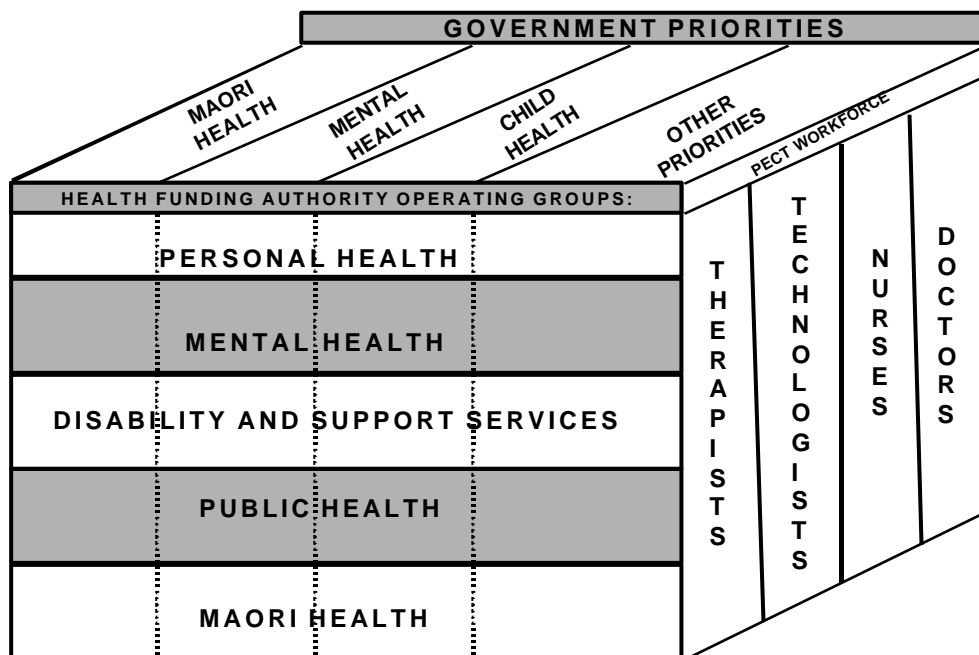 GOVERNMENT PRIORITIES
MAORI
HEALTH
MENTAL
HEALTH
CHILD
HEALTH
OTHER
PRIORITIES
PECT WORKFORCE
HEALTH FUNDING AUTHORITY OPERATING GROUPS:
PERSONAL HEALTH
MENTAL HEALTH
DISABILITY AND SUPPORT SERVICES
PUBLIC HEALTH
MAORI HEALTH
THERAPISTS
TECHNOLOGISTS
NURSES
DOCTORS